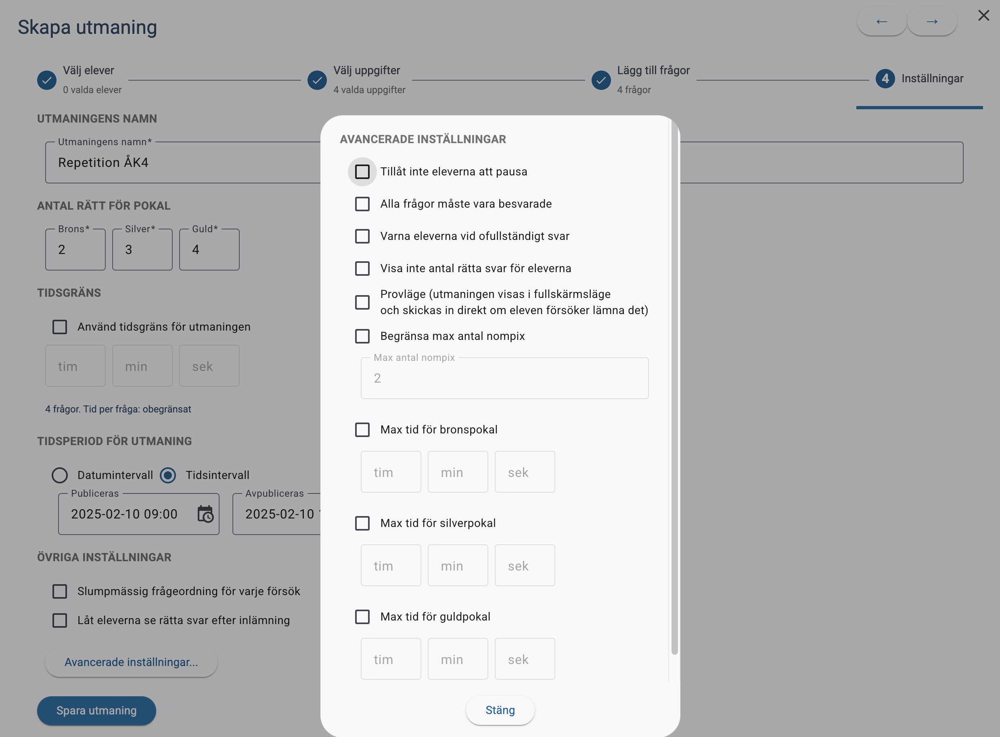 Skapa utmaning
← →
Välj elever
0 valda elever
Välj uppgifter
4 valda uppgifter
Lägg till frågor
4 frågor
4 Inställningar
UTMANINGENS NAMN
Utmaningens namn*
Repetition ÅK4
ANTAL RÄTT FÖR POKAL
Brons* Silver* Guld*
2 3 4
TIDSGRÄNS
Använd tidsgräns för utmaningen
tim min sek
4 frågor. Tid per fråga: obegränsat
TIDSPERIOD FÖR UTMANING
Datumintervall Tidsintervall
Publiceras Avpubliceras
2025-02-10 09:00 2025-02-10
ÖVRIGA INSTÄLLNINGAR
Slumpmässig frågeordning för varje försök
Låt eleverna se rätta svar efter inlämning
Avancerade inställningar...
Spara utmaning
AVANCERADE INSTÄLLNINGAR
Tillåt inte eleverna att pausa
Alla frågor måste vara besvarade
Varna eleverna vid ofullständigt svar
Visa inte antal rätta svar för eleverna
Provläge (utmaningen visas i fullskärmsläge
och skickas in direkt om eleven försöker lämna det)
Begränsa max antal nompix
Max antal nompix
2
Max tid för bronspokal
tim min sek
Max tid för silverpokal
tim min sek
Max tid för guldpokal
tim min sek
Stäng